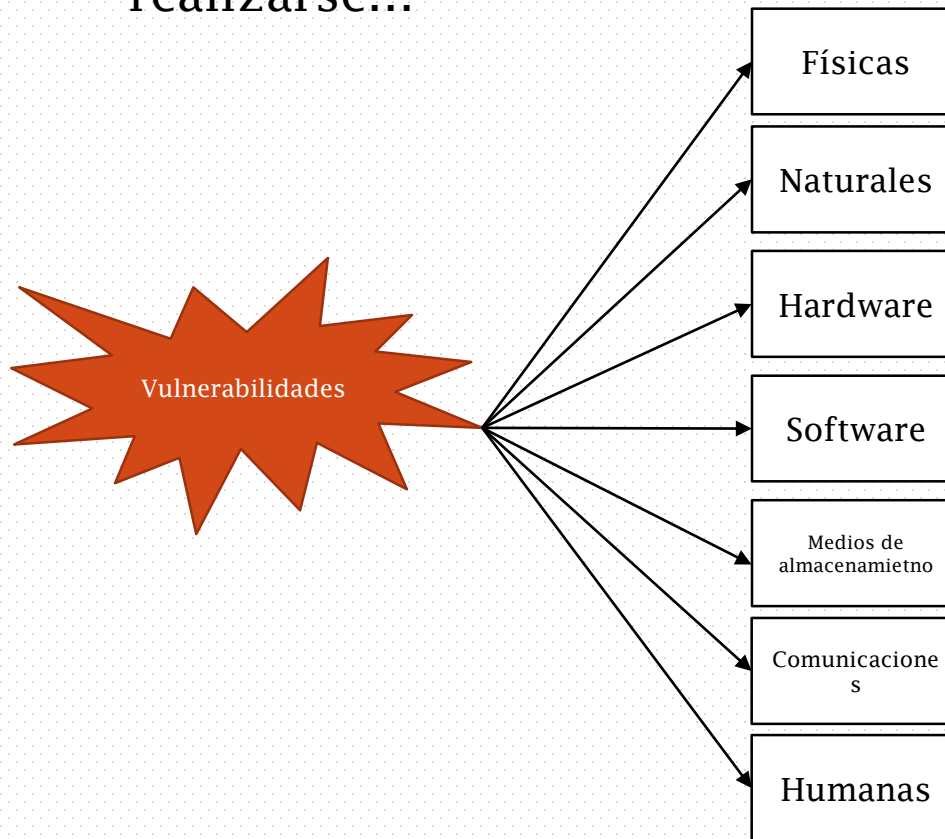 realizarse...
Físicas
Naturales
Hardware
Vulnerabilidades
Software
Medios de
almacenamietno
Comunicacione
s
Humanas